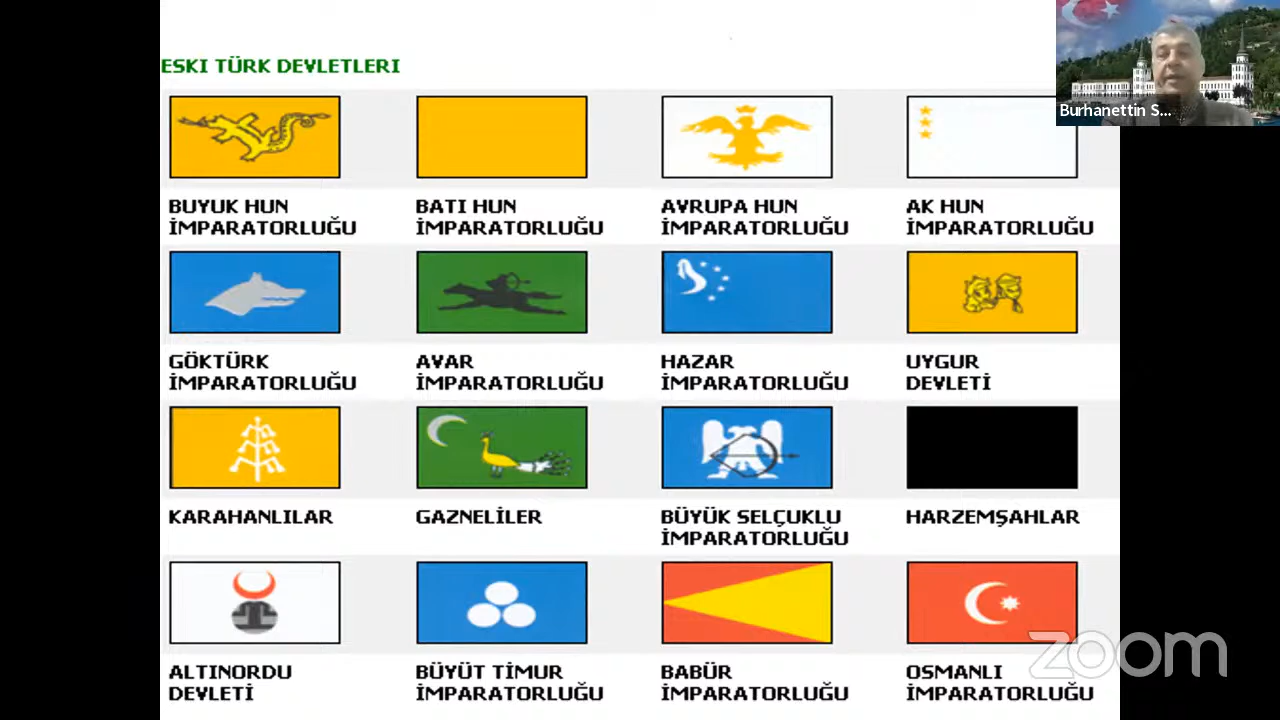 ESKI TÜRK DEVLETLERI
Burhanettin S...
BUYUK HUN
İMPARATORLUĞU
BATI HUN
İMPARATORLUĞU
AVRUPA HUN
İMPARATORLUĞU
AK HUN
İMPARATORLUĞU
GÖKTÜRK
İMPARATORLUĞU
AVAR
İMPARATORLUĞU
HAZAR
İMPARATORLUĞU
UYGUR
DEVLETİ
KARAHANLILAR
GAZNELİLER
BÜYÜK SELÇUKLU
İMPARATORLUĞU
HARZEMŞAHLAR
ALTINORDU
DEVLETİ
BÜYÜT TİMUR
İMPARATORLUĞU
BABÜR
İMPARATORLUĞU
OSMANLI
İMPARATORLUĞU
zoom